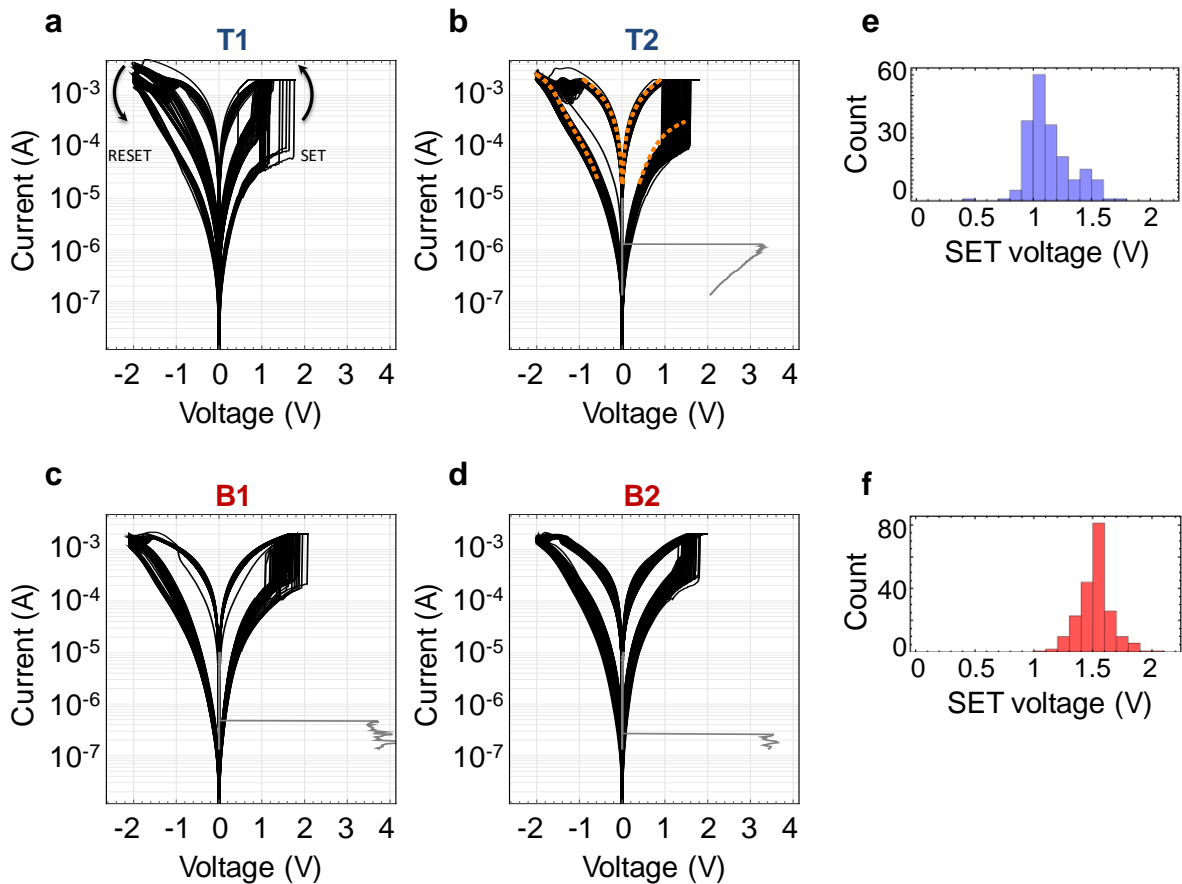 a
T1
10-3
10-4
10-5
10-6
10-7
Current (A)
RESET
SET
-2 -1 0 1 2 3 4
Voltage (V)
b
T2
10-3
10-4
10-5
10-6
10-7
Current (A)
-2 -1 0 1 2 3 4
Voltage (V)
e
60
30
0
Count
0 0.5 1 1.5 2
SET voltage (V)
c
B1
10-3
10-4
10-5
10-6
10-7
Current (A)
-2 -1 0 1 2 3 4
Voltage (V)
d
B2
10-3
10-4
10-5
10-6
10-7
Current (A)
-2 -1 0 1 2 3 4
Voltage (V)
f
80
40
0
Count
0 0.5 1 1.5 2
SET voltage (V)